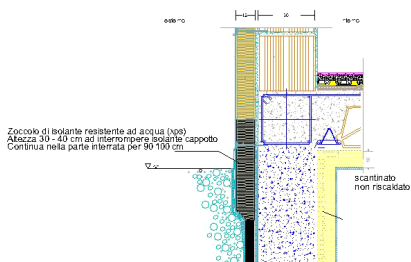 12 30
esterno interno
Zoccolo di isolante resistente ad acqua (xps)
Altezza 30 - 40 cm ad interrompere isolante cappotto
Continua nella parte interrata per 90 100 cm
scantinato
non riscaldato